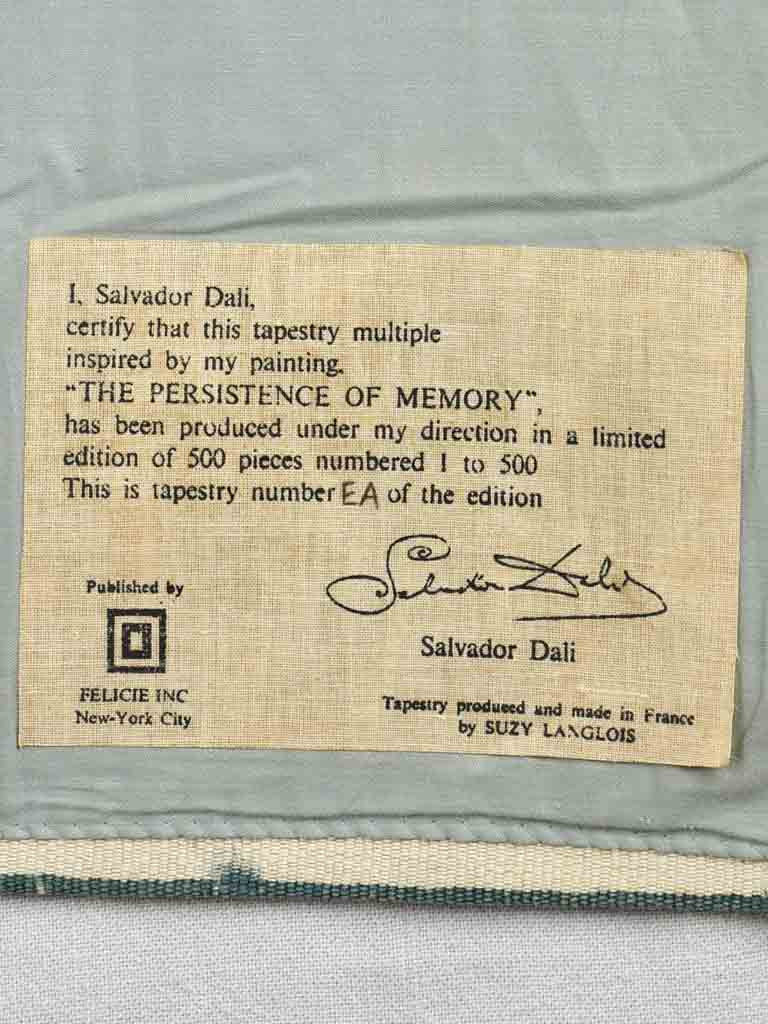 I, Salvador Dali,
certify that this tapestry multiple
inspired by my painting.
"THE PERSISTENCE OF MEMORY",
has been produced under my direction in a limited
edition of 500 pieces numbered 1 to 500
This is tapestry number EA of the edition
Salvador Dali
Salvador Dali
Published by
FELICIE INC
New-York City
Tapestry produced and made in France
by SUZY LANGLOIS